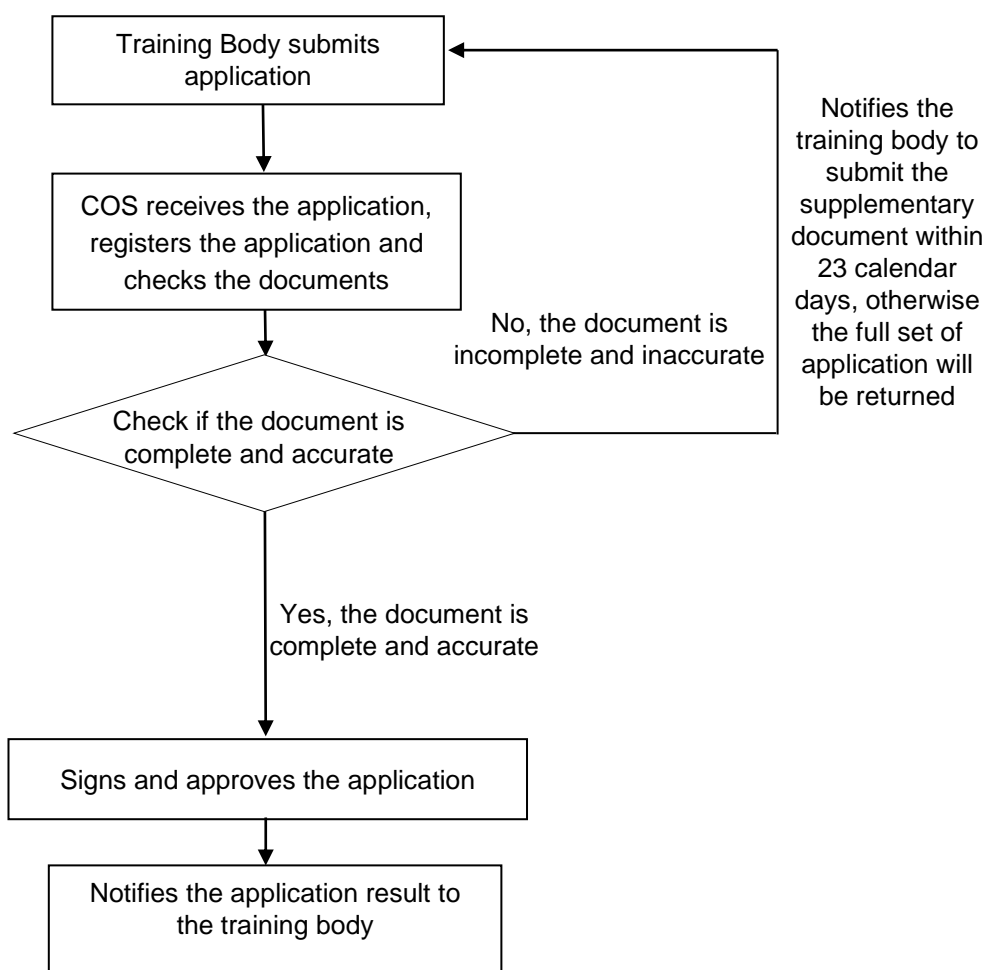 Training Body submits
application
COS receives the application,
registers the application and
checks the documents
Check if the document is
complete and accurate
No, the document is
incomplete and inaccurate
Notifies the
training body to
submit the
supplementary
document within
23 calendar
days, otherwise
the full set of
application will
be returned
Yes, the document is
complete and accurate
Signs and approves the application
Notifies the application result to
the training body